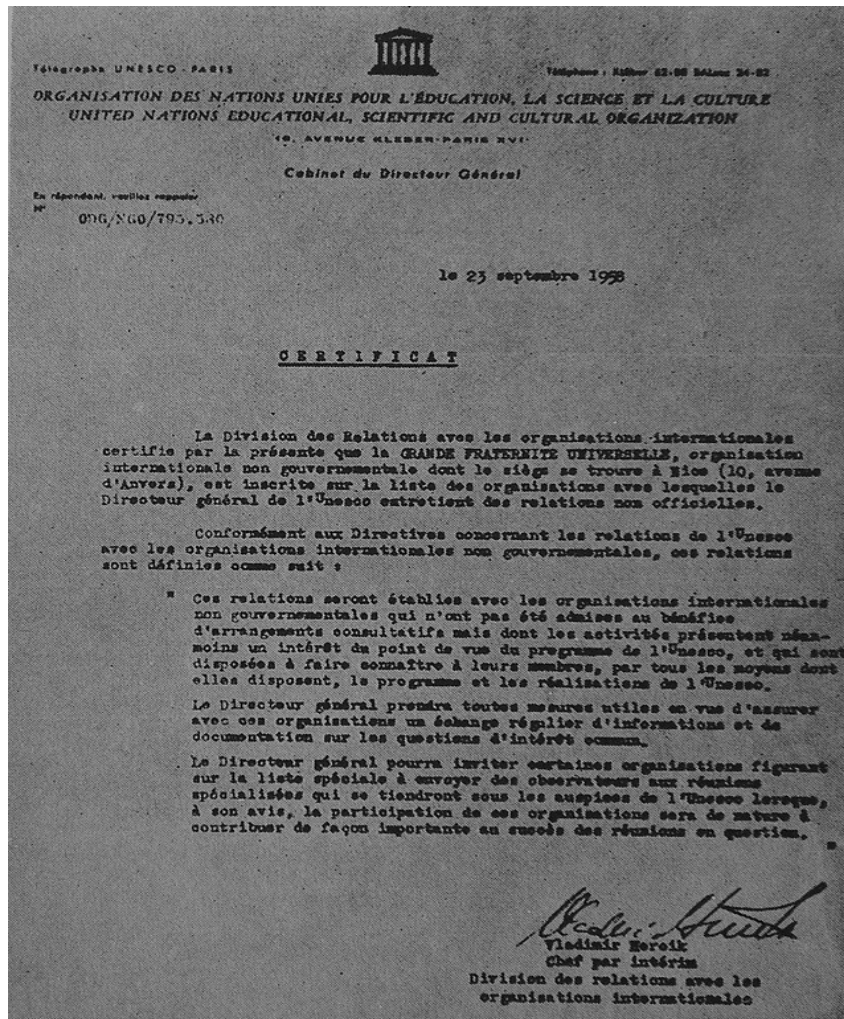 Télégraphe UNESCO - PARIS
Téléphone : Kléber 52-00 BALzac 24-82
ORGANISATION DES NATIONS UNIES POUR L'ÉDUCATION, LA SCIENCE ET LA CULTURE
UNITED NATIONS EDUCATIONAL, SCIENTIFIC AND CULTURAL ORGANIZATION
19, AVENUE KLEBER-PARIS XVI
Cabinet du Directeur Général
En répondant, veuillez rappeler
N°
ODG/NGO/795.530
le 23 septembre 1958
CERTIFICAT
La Division des Relations avec les organisations internationales
certifie par la présente que la GRANDE FRATERNITE UNIVERSELLE, organisation
internationale non gouvernementale dont le siège se trouve à Nice (10, avenue
d'Anvers), est inscrite sur la liste des organisations avec lesquelles le
Directeur général de l'Unesco entretient des relations non officielles.
Conformément aux Directives concernant les relations de l'Unesco
avec les organisations internationales non gouvernementales, ces relations
sont définies comme suit :
" Ces relations seront établies avec les organisations internationales
non gouvernementales qui n'ont pas été admises au bénéfice
d'arrangements consultatifs mais dont les activités présentent néan-
moins un intérêt du point de vue du programme de l'Unesco, et qui sont
disposées à faire connaître à leurs membres, par tous les moyens dont
elles disposent, le programme et les réalisations de l'Unesco.
Le Directeur général prendra toutes mesures utiles en vue d'assurer
avec ces organisations un échange régulier d'informations et de
documentation sur les questions d'intérêt commun.
Le Directeur général pourra inviter certaines organisations figurant
sur la liste spéciale à envoyer des observateurs aux réunions
spécialisées qui se tiendront sous les auspices de l'Unesco lorsque,
à son avis, la participation de ces organisations sera de nature à
contribuer de façon importante au succès des réunions en question. "
Vladimir Hercik
Chef par intérim
Division des relations avec les
organisations internationales